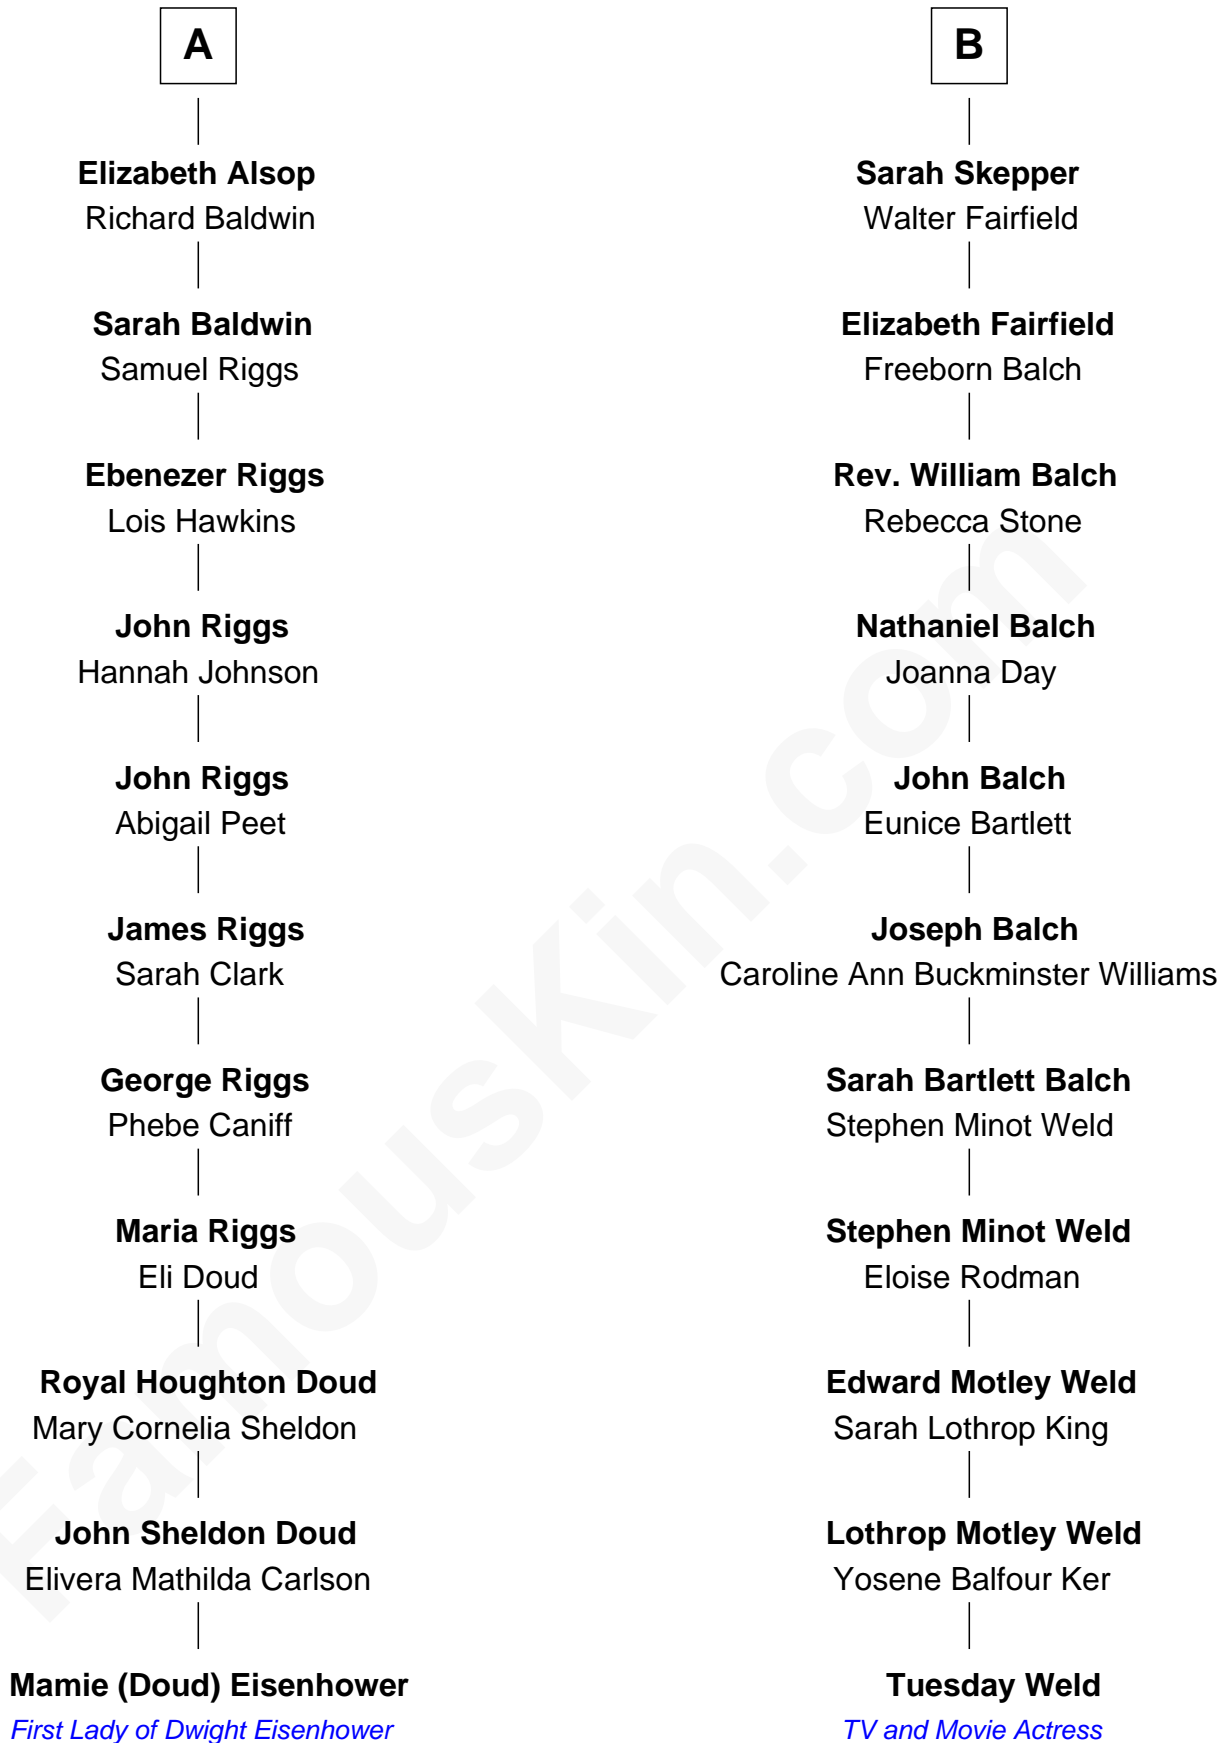 A
Elizabeth Alsop
Richard Baldwin
Sarah Baldwin
Samuel Riggs
Ebenezer Riggs
Lois Hawkins
John Riggs
Hannah Johnson
John Riggs
Abigail Peet
James Riggs
Sarah Clark
George Riggs
Phebe Caniff
Maria Riggs
Eli Doud
Royal Houghton Doud
Mary Cornelia Sheldon
John Sheldon Doud
Elivera Mathilda Carlson
Mamie (Doud) Eisenhower
First Lady of Dwight Eisenhower
B
Sarah Skepper
Walter Fairfield
Elizabeth Fairfield
Freeborn Balch
Rev. William Balch
Rebecca Stone
Nathaniel Balch
Joanna Day
John Balch
Eunice Bartlett
Joseph Balch
Caroline Ann Buckminster Williams
Sarah Bartlett Balch
Stephen Minot Weld
Stephen Minot Weld
Eloise Rodman
Edward Motley Weld
Sarah Lothrop King
Lothrop Motley Weld
Yosene Balfour Ker
Tuesday Weld
TV and Movie Actress
FamousKin.com